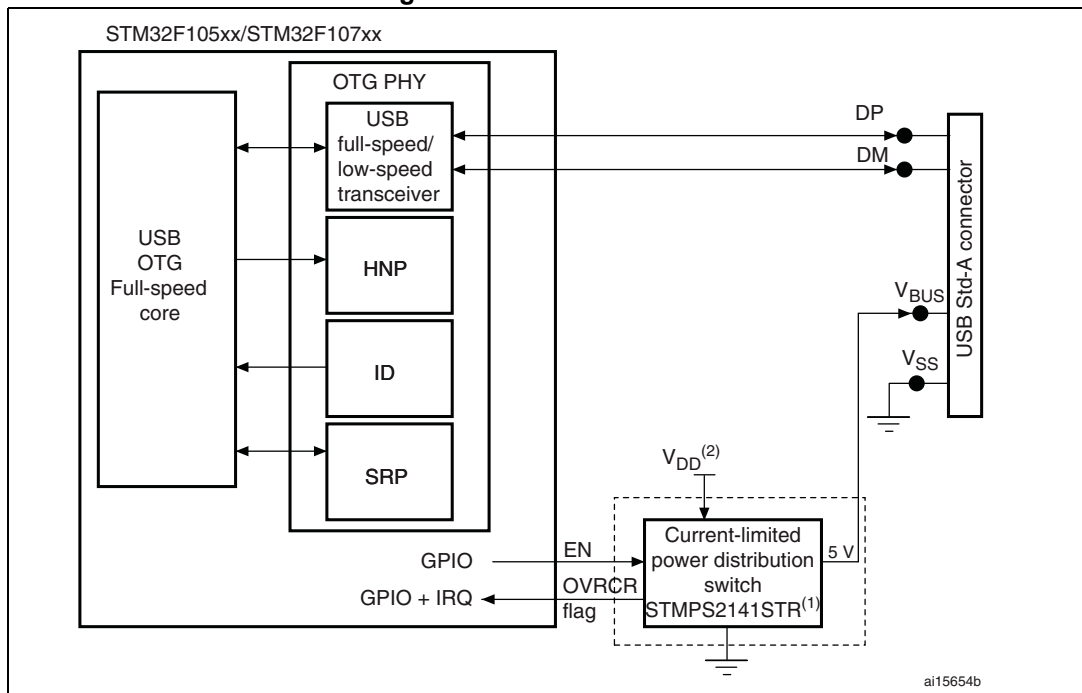 STM32F105xx/STM32F107xx
OTG PHY
USB
full-speed/
low-speed
transceiver
USB
OTG
Full-speed
core
HNP
ID
SRP
DP
DM
VBUS
VSS
USB Std-A connector
VDD(2)
GPIO
EN
GPIO + IRQ
OVRCR
flag
Current-limited
power distribution
switch
STMPS2141STR(1)
5 V
ai15654b